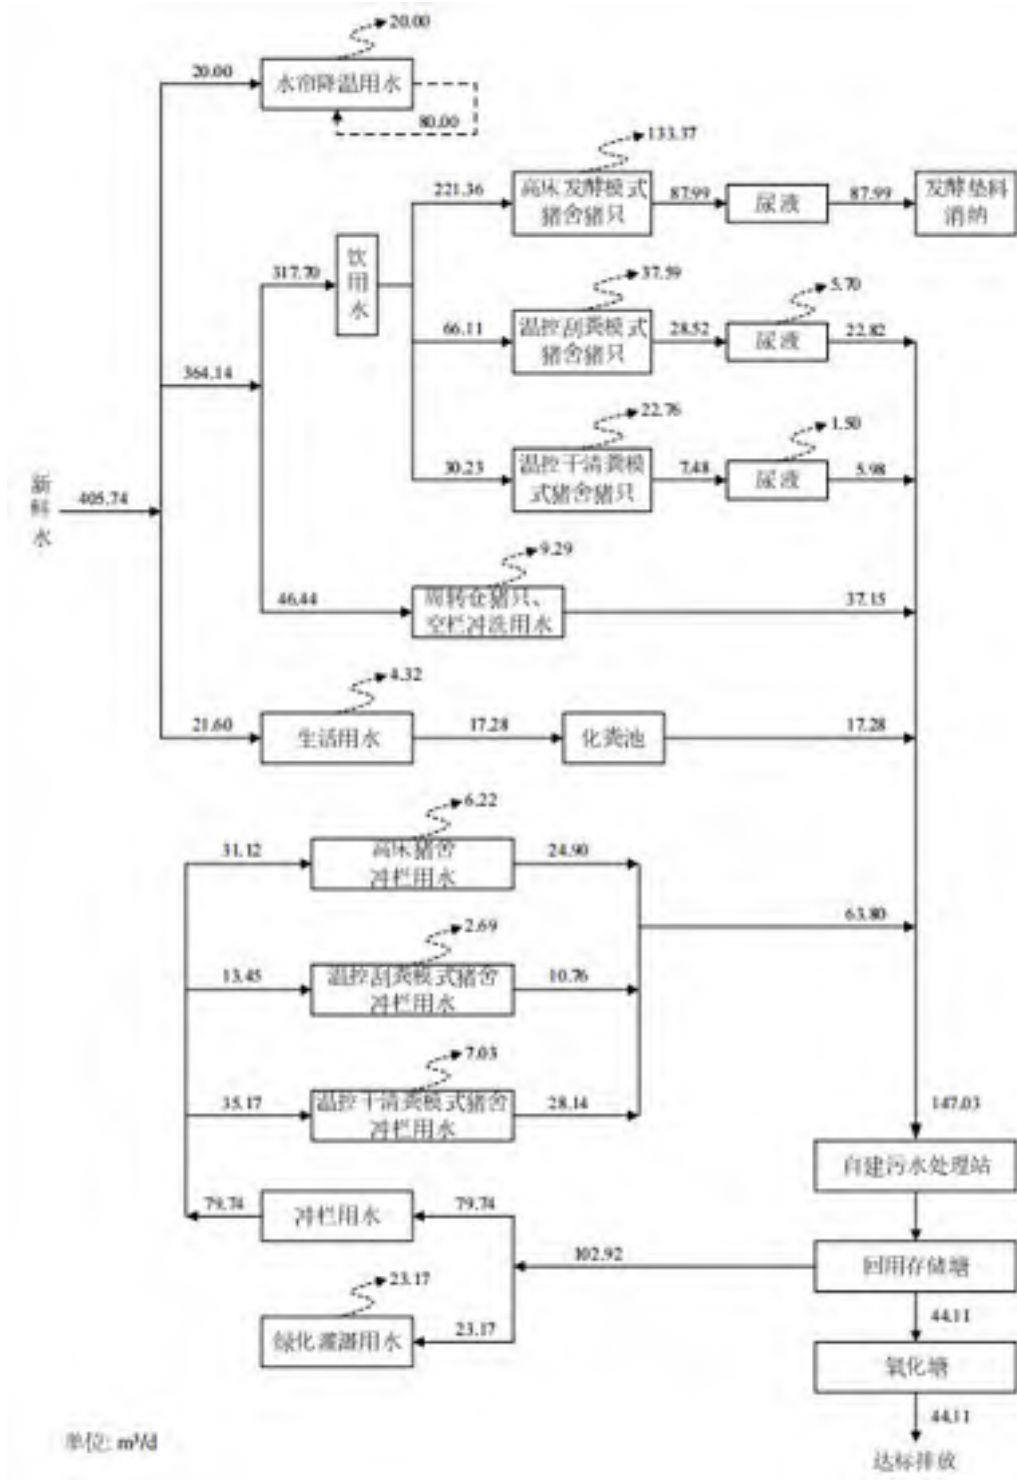 20.00
20.00
水帘降温用水
80.00
133.37
221.36
高床发酵模式
猪舍猪只
87.99
尿液
87.99
发酵垫料
消纳
317.70
饮用水
37.59
5.70
66.11
温控刮粪模式
猪舍猪只
28.52
尿液
22.82
364.14
22.76
1.50
30.23
温控干清粪模
式猪舍猪只
7.48
尿液
5.98
新鲜水
405.74
9.29
46.44
周转仓猪只、
空栏冲洗用水
37.15
4.32
21.60
生活用水
17.28
化粪池
17.28
6.22
31.12
高床猪舍
冲栏用水
24.90
63.80
2.69
13.45
温控刮粪模式猪舍
冲栏用水
10.76
7.03
35.17
温控干清粪模式猪舍
冲栏用水
28.14
147.03
自建污水处理站
79.74
冲栏用水
79.74
102.92
回用存储塘
23.17
绿化灌溉用水
23.17
44.11
氧化塘
44.11
达标排放
单位: m³/d